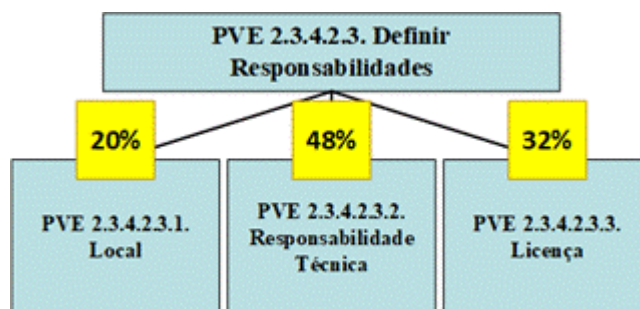 PVE 2.3.4.2.3. Definir
Responsabilidades
20%
48%
32%
PVE 2.3.4.2.3.1.
Local
PVE 2.3.4.2.3.2.
Responsabilidade
Técnica
PVE 2.3.4.2.3.3.
Licença